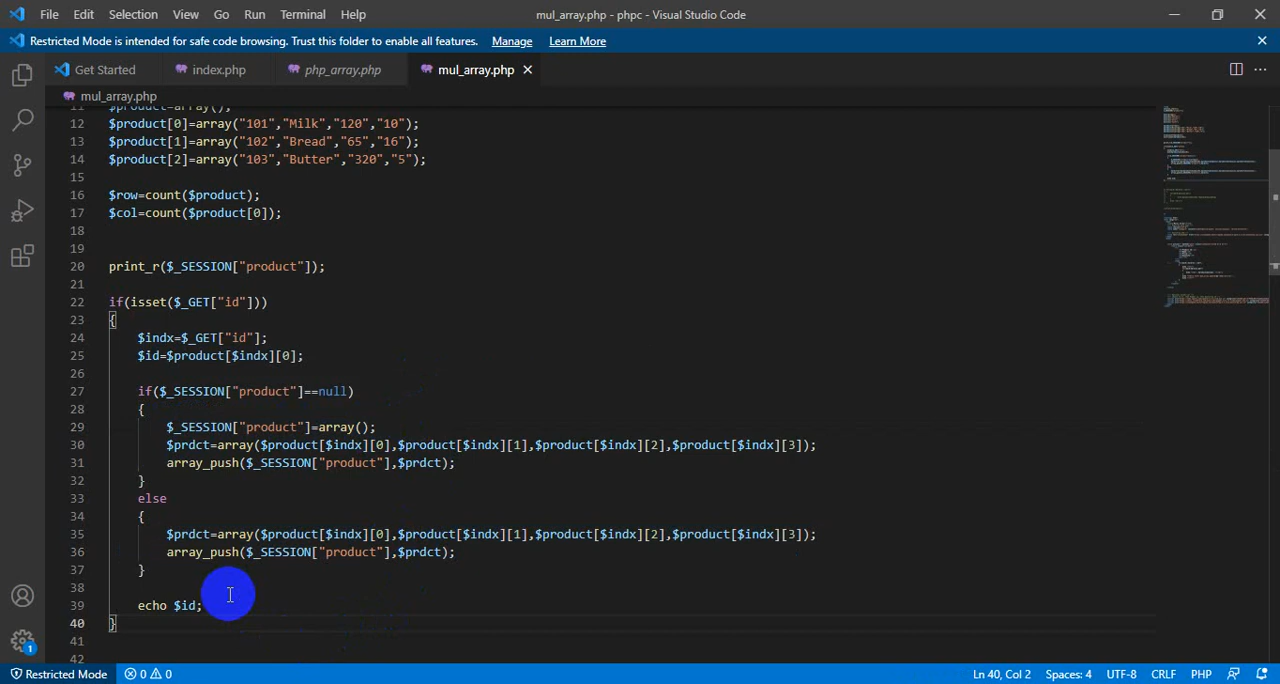 File Edit Selection View Go Run Terminal Help mul_array.php - phpc - Visual Studio Code
Restricted Mode is intended for safe code browsing. Trust this folder to enable all features. Manage Learn More
Get Started index.php php_array.php mul_array.php
mul_array.php
11 $product=array();
12 $product[0]=array("101","Milk","120","10");
13 $product[1]=array("102","Bread","65","16");
14 $product[2]=array("103","Butter","320","5");
15
16 $row=count($product);
17 $col=count($product[0]);
18
19
20 print_r($_SESSION["product"]);
21
22 if(isset($_GET["id"]))
23 {
24 $indx=$_GET["id"];
25 $id=$product[$indx][0];
26
27 if($_SESSION["product"]==null)
28 {
29 $_SESSION["product"]=array();
30 $prdct=array($product[$indx][0],$product[$indx][1],$product[$indx][2],$product[$indx][3]);
31 array_push($_SESSION["product"],$prdct);
32 }
33 else
34 {
35 $prdct=array($product[$indx][0],$product[$indx][1],$product[$indx][2],$product[$indx][3]);
36 array_push($_SESSION["product"],$prdct);
37 }
38
39 echo $id;
40 }
41
42
1
Restricted Mode 0 0 Ln 40, Col 2 Spaces: 4 UTF-8 CRLF PHP